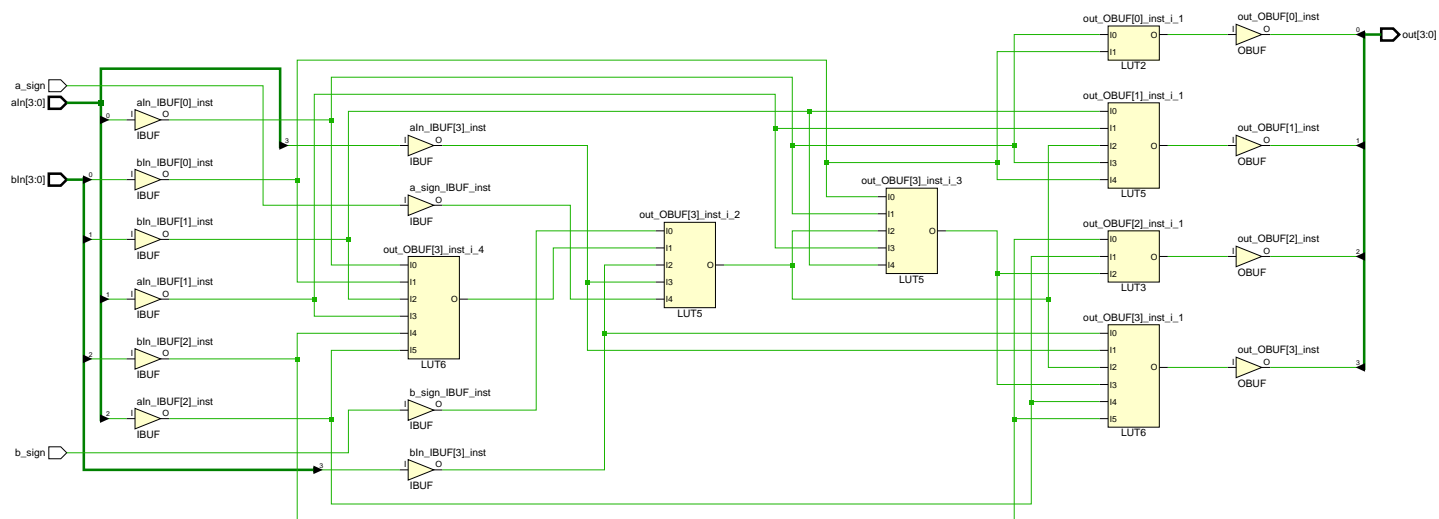 out_OBUF[0]_inst_i_1
out_OBUF[0]_inst
I0
I1
O
LUT2
I
O
OBUF
0
out[3:0]
a_sign
aIn[3:0]
aIn_IBUF[0]_inst
0
I
O
IBUF
out_OBUF[1]_inst_i_1
I0
I1
I2
I3
I4
O
LUT5
out_OBUF[1]_inst
I
O
OBUF
1
aIn_IBUF[3]_inst
3
I
O
IBUF
bIn[3:0]
bIn_IBUF[0]_inst
0
I
O
IBUF
a_sign_IBUF_inst
I
O
IBUF
out_OBUF[3]_inst_i_3
I0
I1
I2
I3
I4
O
LUT5
bIn_IBUF[1]_inst
1
I
O
IBUF
out_OBUF[3]_inst_i_2
I0
I1
I2
I3
I4
O
LUT5
out_OBUF[2]_inst_i_1
I0
I1
I2
O
LUT3
out_OBUF[2]_inst
I
O
OBUF
2
out_OBUF[3]_inst_i_4
I0
I1
I2
I3
I4
I5
O
LUT6
aIn_IBUF[1]_inst
1
I
O
IBUF
bIn_IBUF[2]_inst
2
I
O
IBUF
out_OBUF[3]_inst_i_1
I0
I1
I2
I3
I4
I5
O
LUT6
out_OBUF[3]_inst
I
O
OBUF
3
aIn_IBUF[2]_inst
2
I
O
IBUF
b_sign_IBUF_inst
I
O
IBUF
b_sign
bIn_IBUF[3]_inst
3
I
O
IBUF